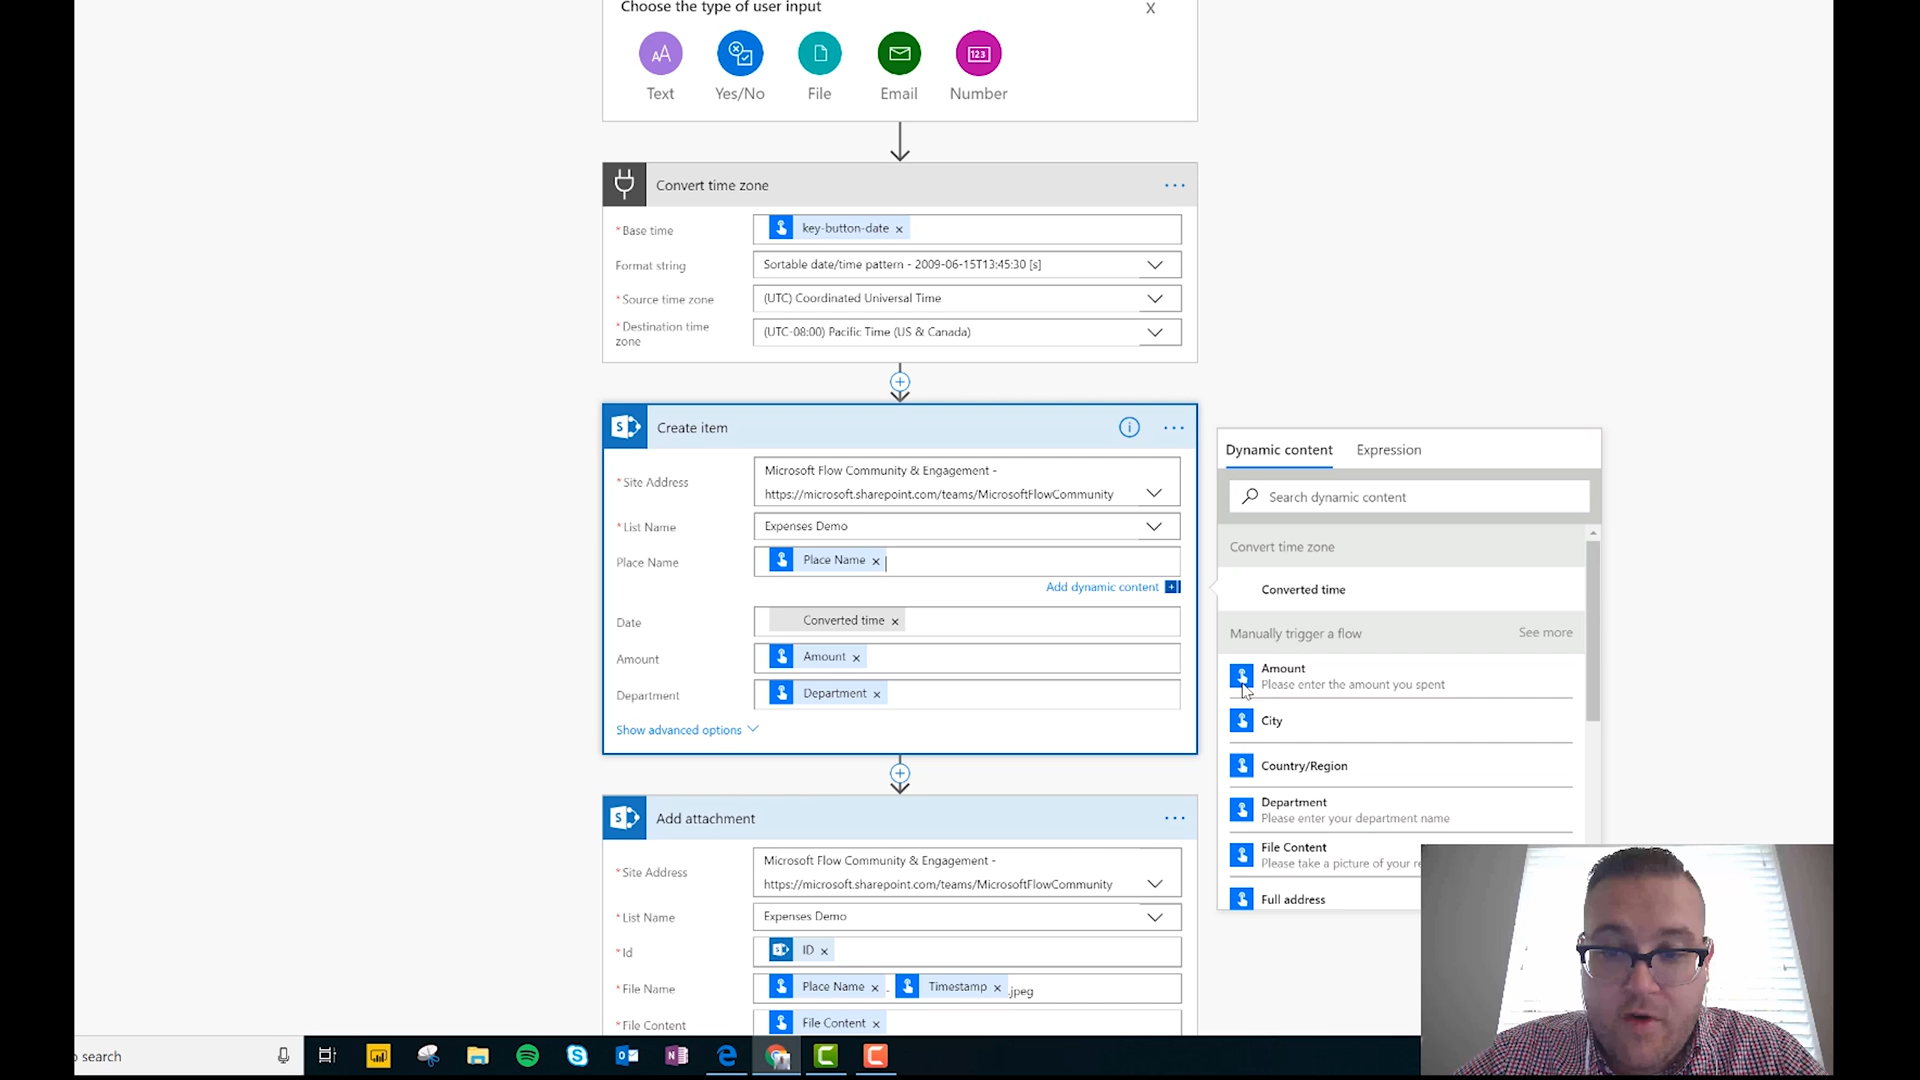 Choose the type of user input
X
AA
123
Text
Yes/No
File
Email
Number
Convert time zone
...
* Base time
key-button-date x
Format string
Sortable date/time pattern - 2009-06-15T13:45:30 [s]
* Source time zone
(UTC) Coordinated Universal Time
* Destination time
zone
(UTC-08:00) Pacific Time (US & Canada)
S
Create item
i
...
* Site Address
Microsoft Flow Community & Engagement -
https://microsoft.sharepoint.com/teams/MicrosoftFlowCommunity
* List Name
Expenses Demo
Place Name
Place Name x
Add dynamic content +
Date
Converted time x
Amount
Amount x
Department
Department x
Show advanced options
Dynamic content
Expression
Search dynamic content
Convert time zone
Converted time
Manually trigger a flow
See more
Amount
Please enter the amount you spent
City
Country/Region
Department
Please enter your department name
File Content
Please take a picture of your
Full address
S
Add attachment
...
* Site Address
Microsoft Flow Community & Engagement -
https://microsoft.sharepoint.com/teams/MicrosoftFlowCommunity
* List Name
Expenses Demo
* Id
ID x
* File Name
Place Name x - Timestamp x .jpeg
* File Content
File Content x
search